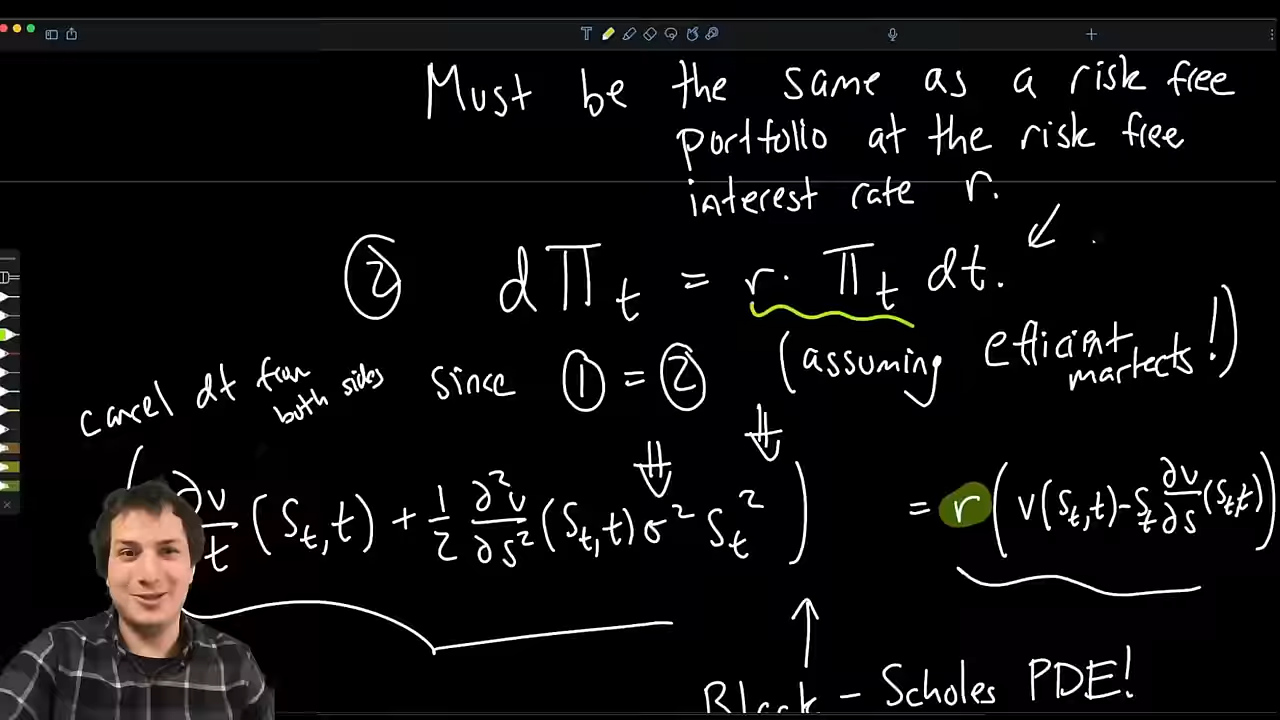 Must be the same as a risk free
portfolio at the risk free
interest rate r.
② dΠ_t = r · Π_t dt.
(assuming efficient martects!)
cancel dt from both sides
since ① = ②
( ∂v/t (S_t, t) + 1/2 ∂²v/∂s² (S_t, t) σ² S_t² ) = r ( v(S_t, t) - S_t ∂v/∂s (S_t, t) )
Black - Scholes PDE!